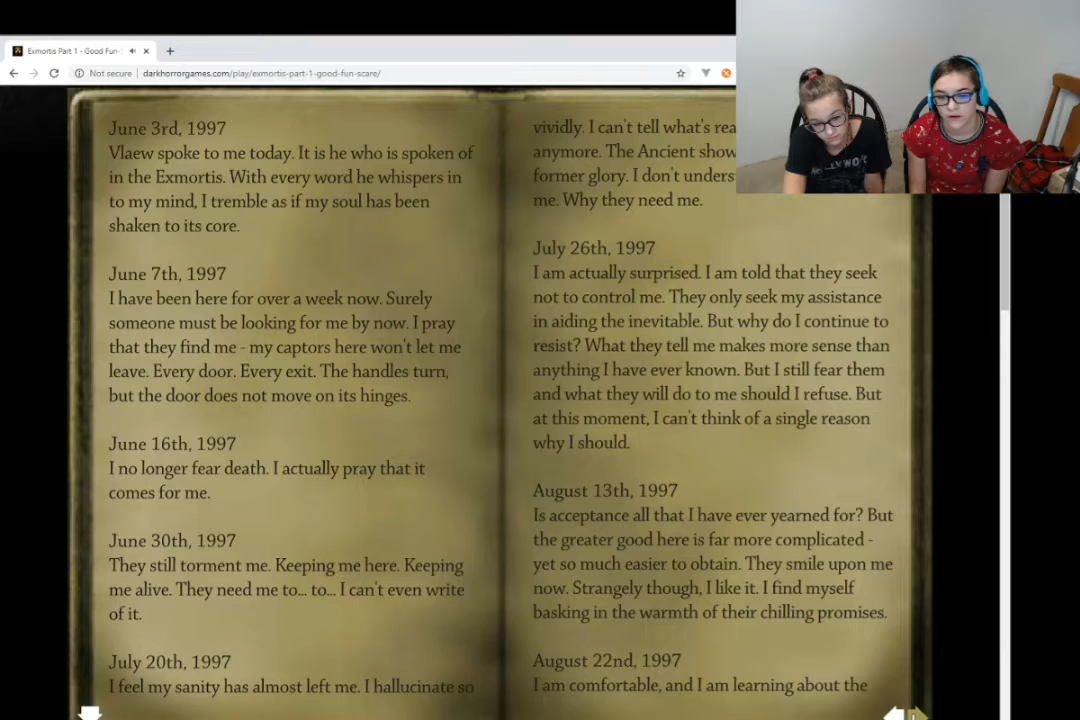 Exmortis Part 1 - Good Fun-
Not secure
darkhorrorgames.com/play/exmortis-part-1-good-fun-scare/
June 3rd, 1997
Vlaew spoke to me today. It is he who is spoken of
in the Exmortis. With every word he whispers in
to my mind, I tremble as if my soul has been
shaken to its core.
June 7th, 1997
I have been here for over a week now. Surely
someone must be looking for me by now. I pray
that they find me - my captors here won't let me
leave. Every door. Every exit. The handles turn,
but the door does not move on its hinges.
June 16th, 1997
I no longer fear death. I actually pray that it
comes for me.
June 30th, 1997
They still torment me. Keeping me here. Keeping
me alive. They need me to... to... I can't even write
of it.
July 20th, 1997
I feel my sanity has almost left me. I hallucinate so
vividly. I can't tell what's rea
anymore. The Ancient show
former glory. I don't unders
me. Why they need me.
July 26th, 1997
I am actually surprised. I am told that they seek
not to control me. They only seek my assistance
in aiding the inevitable. But why do I continue to
resist? What they tell me makes more sense than
anything I have ever known. But I still fear them
and what they will do to me should I refuse. But
at this moment, I can't think of a single reason
why I should.
August 13th, 1997
Is acceptance all that I have ever yearned for? But
the greater good here is far more complicated -
yet so much easier to obtain. They smile upon me
now. Strangely though, I like it. I find myself
basking in the warmth of their chilling promises.
August 22nd, 1997
I am comfortable, and I am learning about the